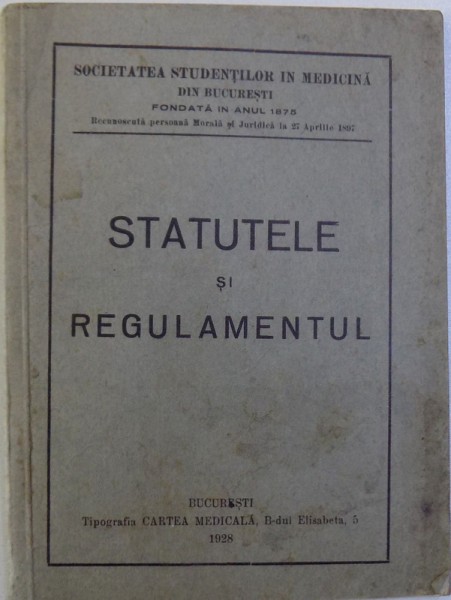 SOCIETATEA STUDENȚILOR IN MEDICINĂ
DIN BUCUREȘTI
FONDATĂ IN ANUL 1875
Recunoscută persoană Morală și Juridică la 27 Aprilie 1897
STATUTELE
ȘI
REGULAMENTUL
BUCUREȘTI
Tipografia CARTEA MEDICALĂ, B-dul Elisabeta, 5
1928